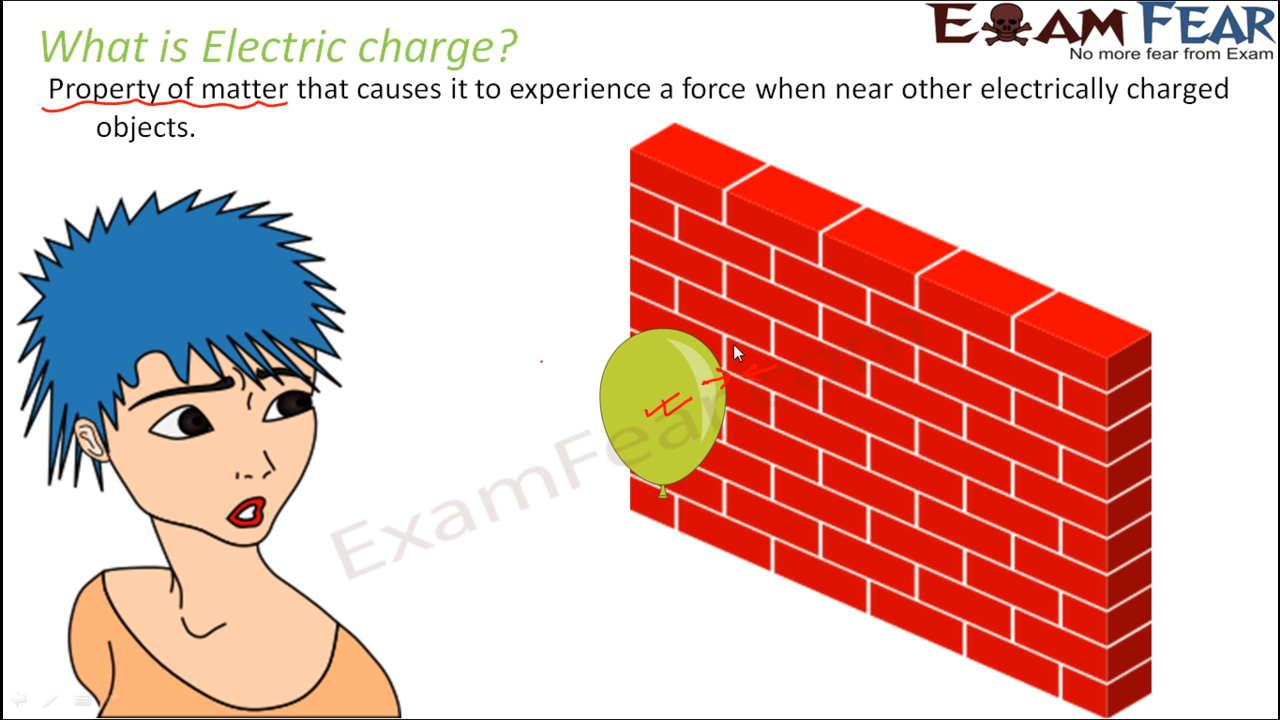 What is Electric charge?
EXAM FEAR
No more fear from Exam
Property of matter that causes it to experience a force when near other electrically charged
objects.
ExamFear.com